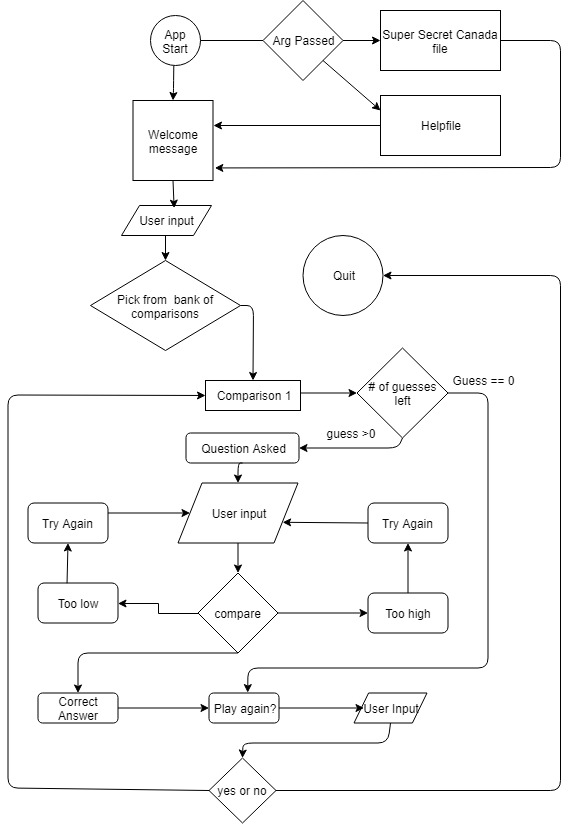 App
Start
Arg Passed
Super Secret Canada
file
Helpfile
Welcome
message
User input
Pick from bank of
comparisons
Quit
Comparison 1
# of guesses
left
Guess == 0
guess >0
Question Asked
User input
Try Again
Try Again
Too low
compare
Too high
Correct
Answer
Play again?
User Input
yes or no